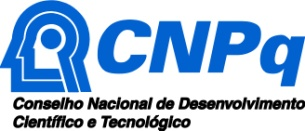 CNPq
Conselho Nacional de Desenvolvimento
Científico e Tecnológico